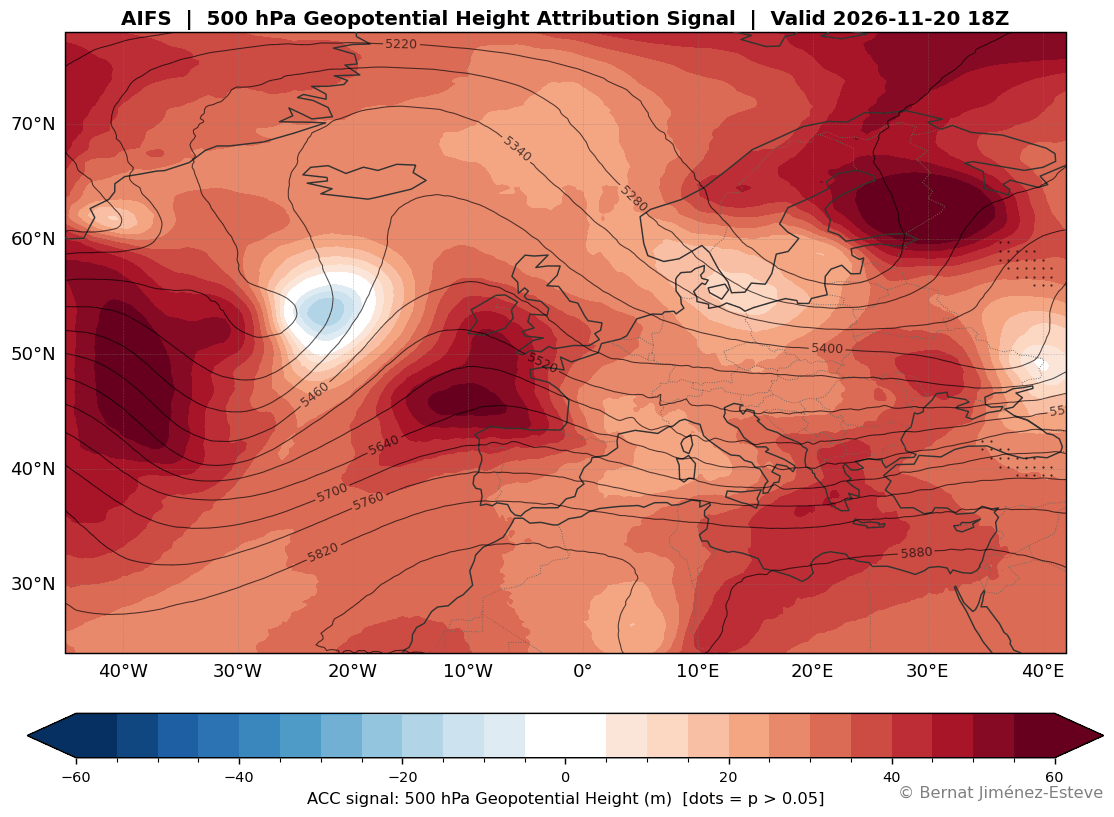 AIFS | 500 hPa Geopotential Height Attribution Signal | Valid 2026-11-20 18Z
5220
70°N
5340
5280
60°N
50°N
5400
5520
5460
55
40°N
5640
5700
5760
5820
5880
30°N
40°W 30°W 20°W 10°W 0° 10°E 20°E 30°E 40°E
−60 −40 −20 0 20 40 60
ACC signal: 500 hPa Geopotential Height (m) [dots = p > 0.05]
© Bernat Jiménez-Esteve